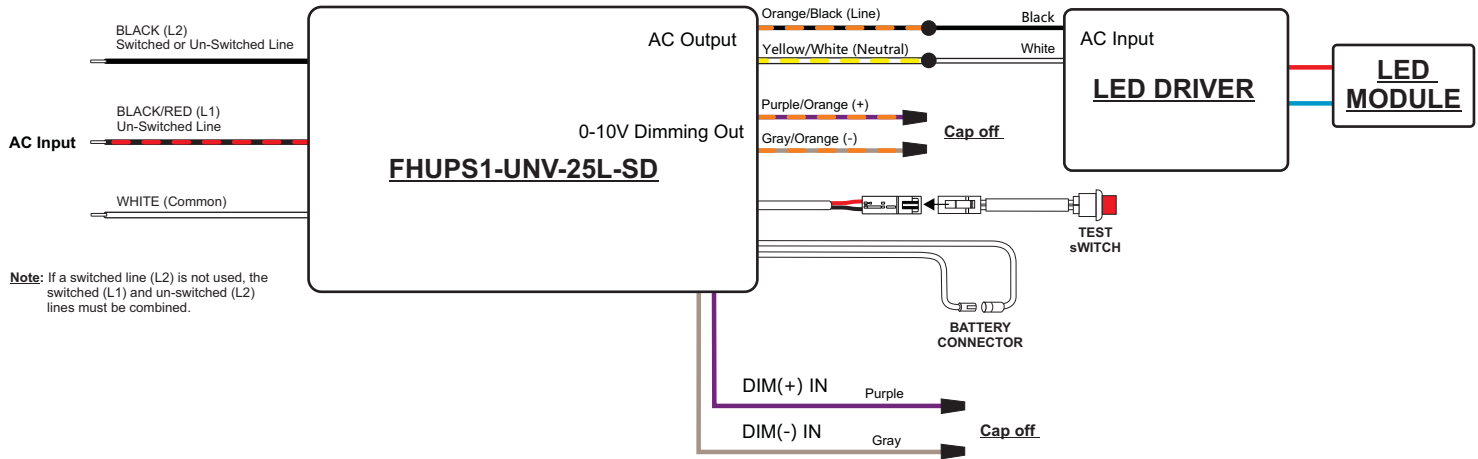 BLACK (L2)
Switched or Un-Switched Line
BLACK/RED (L1)
Un-Switched Line
AC Input
WHITE (Common)
Note: If a switched line (L2) is not used, the
switched (L1) and un-switched (L2)
lines must be combined.
AC Output
0-10V Dimming Out
FHUPS1-UNV-25L-SD
Orange/Black (Line)
Yellow/White (Neutral)
Purple/Orange (+)
Gray/Orange (-)
Cap off
Black
White
AC Input
LED DRIVER
LED
MODULE
TEST
sWITCH
BATTERY
CONNECTOR
DIM(+) IN
Purple
DIM(-) IN
Gray
Cap off